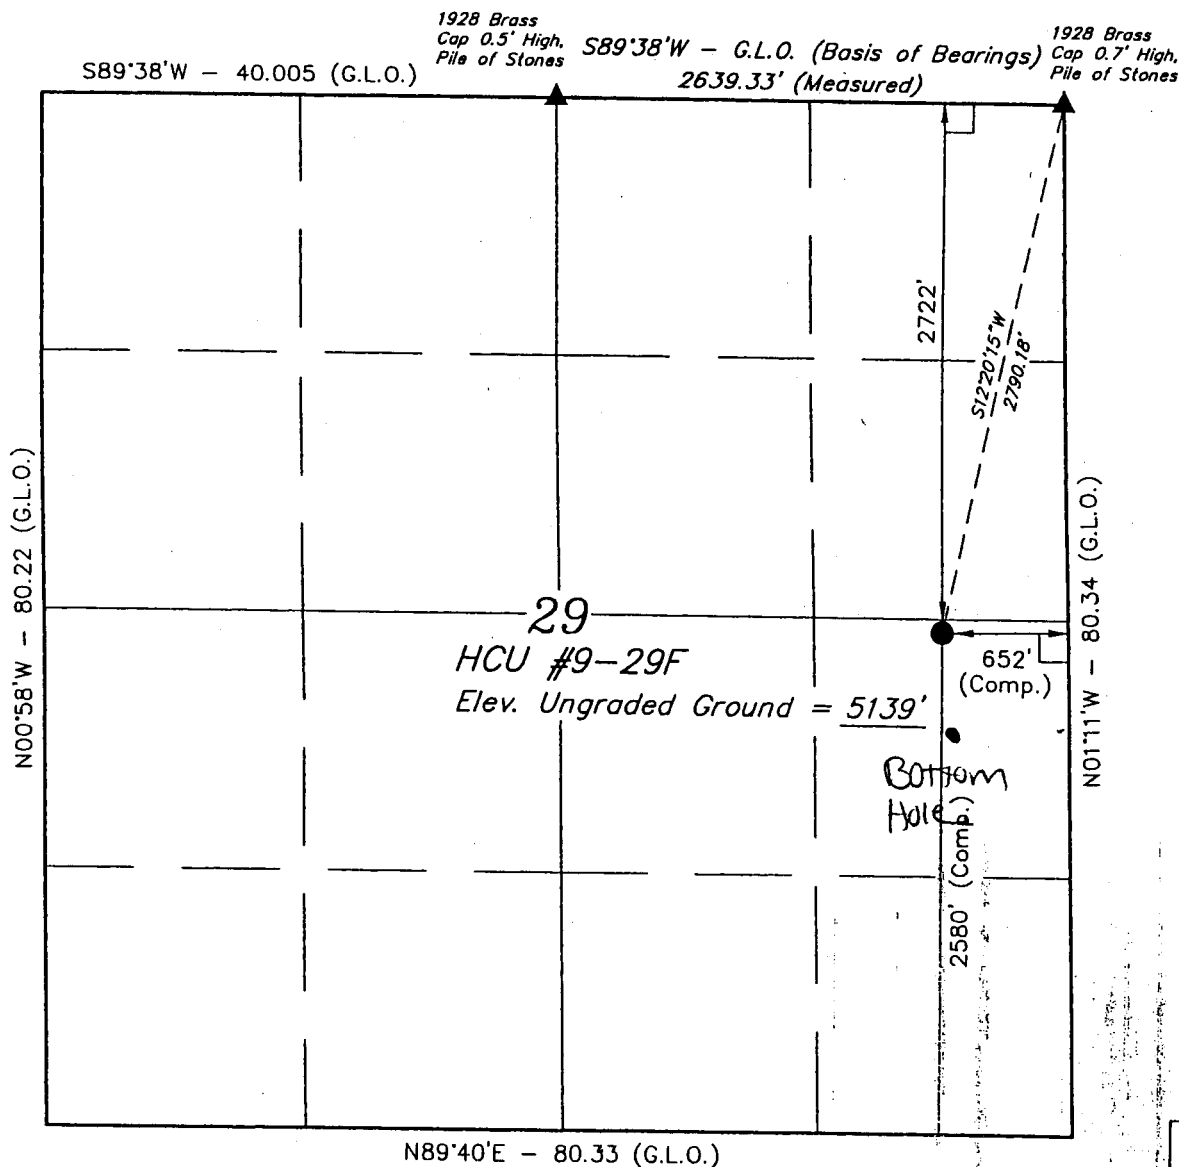 1928 Brass
Cap 0.5' High,
Pile of Stones
S89°38'W – G.L.O. (Basis of Bearings)
2639.33' (Measured)
1928 Brass
Cap 0.7' High,
Pile of Stones
S89°38'W – 40.005 (G.L.O.)
2722'
S12°20'15"W
2790.18'
N00°58'W – 80.22 (G.L.O.)
N01°11'W – 80.34 (G.L.O.)
29
HCU #9-29F
Elev. Ungraded Ground = 5139'
652'
(Comp.)
Bottom
Hole
2580' (Comp.)
N89°40'E – 80.33 (G.L.O.)